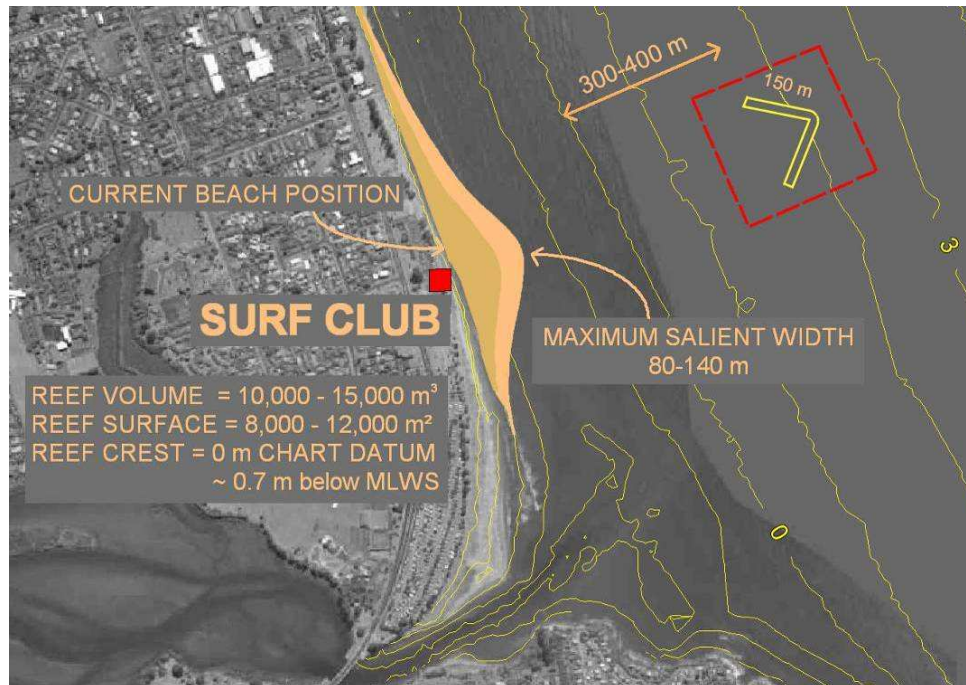 300-400 m
150 m
CURRENT BEACH POSITION
3
SURF CLUB
MAXIMUM SALIENT WIDTH
80-140 m
REEF VOLUME = 10,000 - 15,000 m³
REEF SURFACE = 8,000 - 12,000 m²
REEF CREST = 0 m CHART DATUM
~ 0.7 m below MLWS
0